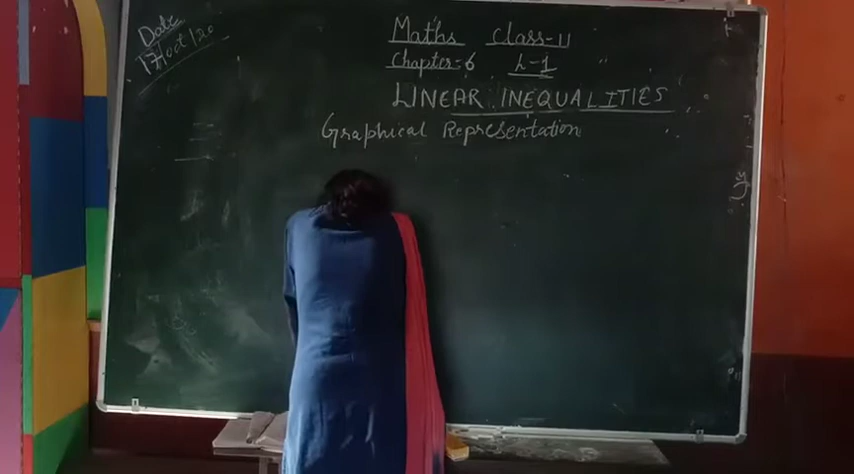 Date
17 Oct/20
Maths Class-11
Chapter-6 L-1
LINEAR INEQUALITIES
Graphical Representation